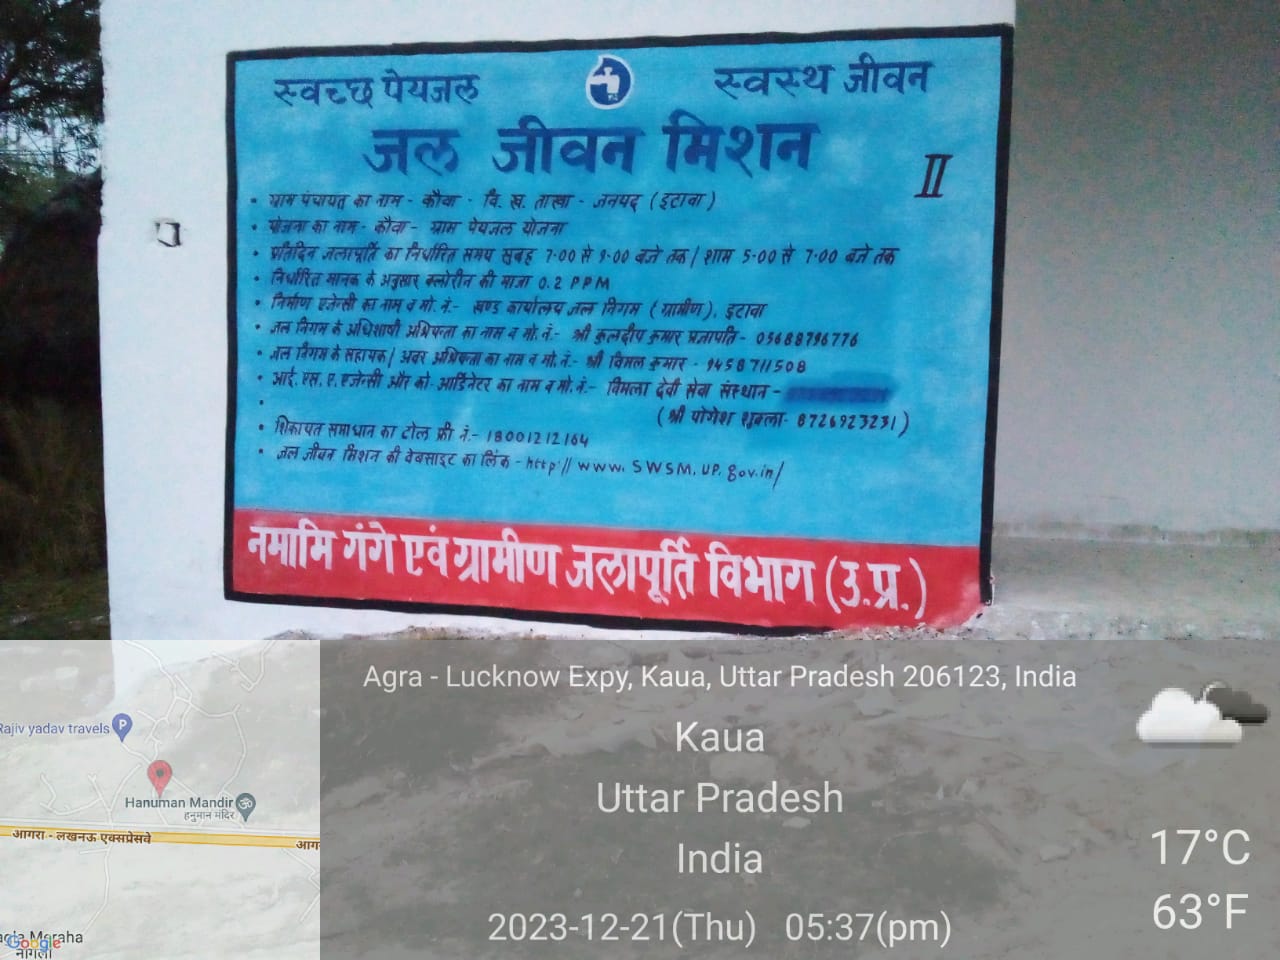 स्वच्छ पेयजल
स्वस्थ जीवन
जल जीवन मिशन
II
• ग्राम पंचायत का नाम - कौवा - वि. ख. ताखा - जनपद (इटावा)
• योजना का नाम - कौवा - ग्राम पेयजल योजना
• प्रतिदिन जलापूर्ति का निर्धारित समय सुबह 7.00 से 9.00 बजे तक / शाम 5.00 से 7.00 बजे तक
• निर्धारित मानक के अनुसार क्लोरीन की मात्रा 0.2 PPM
• निर्माण एजेन्सी का नाम व मो. नं.- खण्ड कार्यालय जल निगम (ग्रामीण), इटावा
• जल निगम के अधिशाषी अभियन्ता का नाम व मो. नं.- श्री कुलदीप कुमार प्रजापति - 05688796776
• जल निगम के सहायक / अवर अभियन्ता का नाम व मो. नं.- श्री विमल कुमार - 9458711508
• आई. एस. ए. एजेन्सी और को-आर्डिनेटर का नाम व मो. नं.- विमला देवी सेवा संस्थान -
• (श्री योगेश शुक्ला- 8726923231)
• शिकायत समाधान का टोल फ्री नं.- 18001212164
• जल जीवन मिशन की वेबसाइट का लिंक - http//www.SWSM.UP.gov.in/
नमामि गंगे एवं ग्रामीण जलापूर्ति विभाग (उ.प्र.)
Agra - Lucknow Expy, Kaua, Uttar Pradesh 206123, India
Kaua
Uttar Pradesh
India
2023-12-21(Thu) 05:37(pm)
17°C
63°F
Rajiv yadav travels
P
Hanuman Mandir
हनुमान मंदिर
आगरा - लखनऊ एक्सप्रेसवे
आग
Meraha
नागला
Google